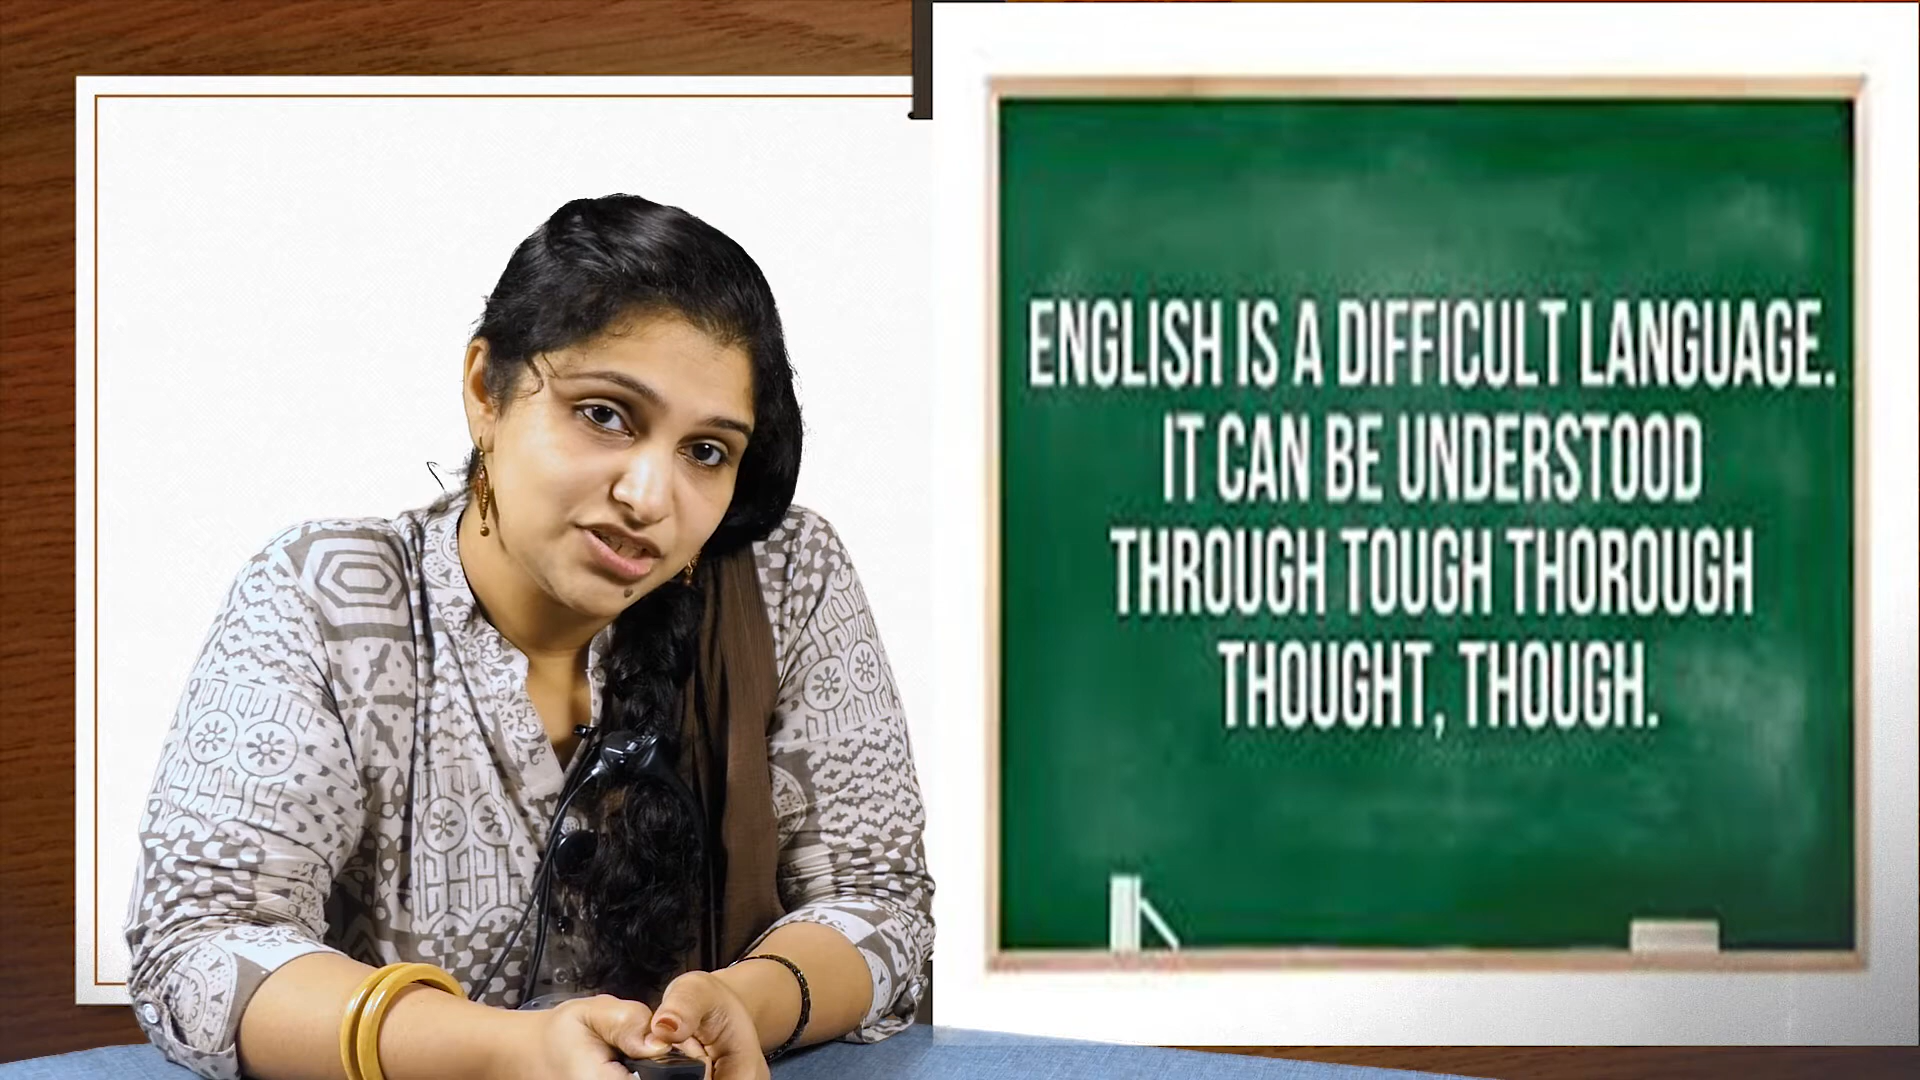 ENGLISH IS A DIFFICULT LANGUAGE.
IT CAN BE UNDERSTOOD
THROUGH TOUGH THOROUGH
THOUGHT, THOUGH.